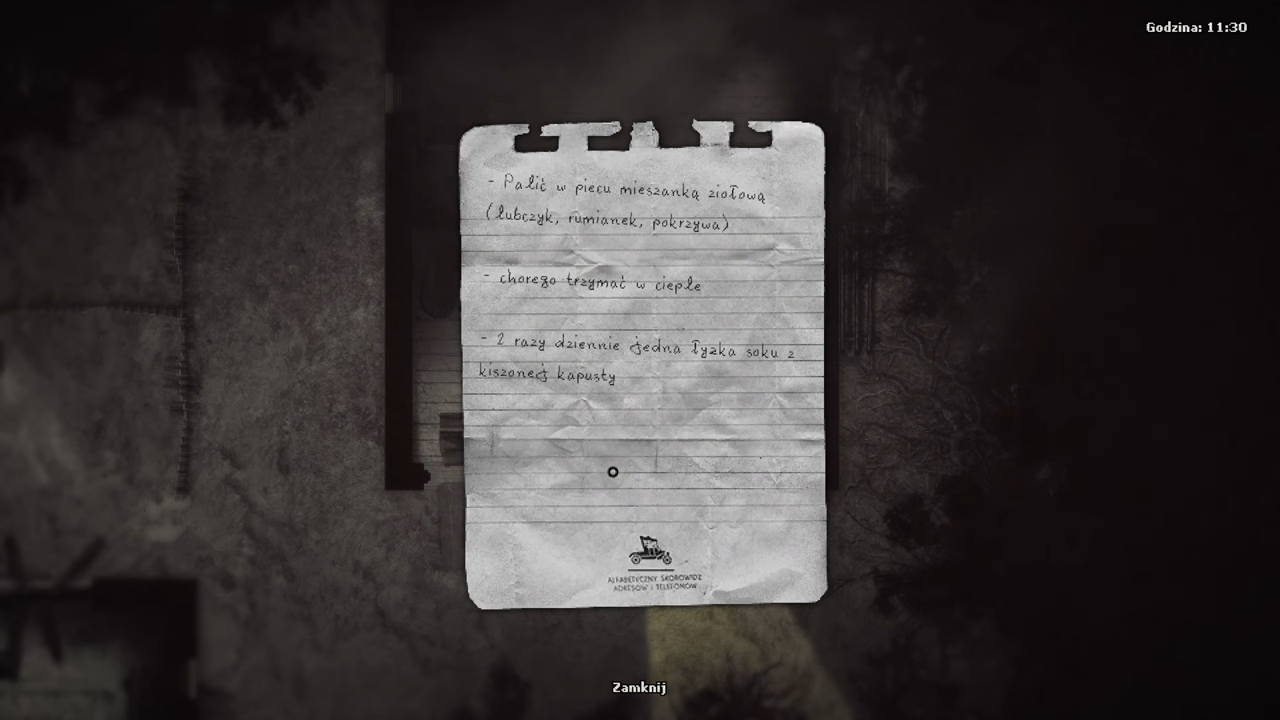 Godzina: 11:30
- Palić w piecu mieszanką ziołową
(lubczyk, rumianek, pokrzywa)
- chorego trzymać w cieple
- 2 razy dziennie jedna łyżka soku z
kiszonej kapusty
ALFABETYCZNY SKOROWIDZ
ADRESÓW I TELEFONÓW
Zamknij